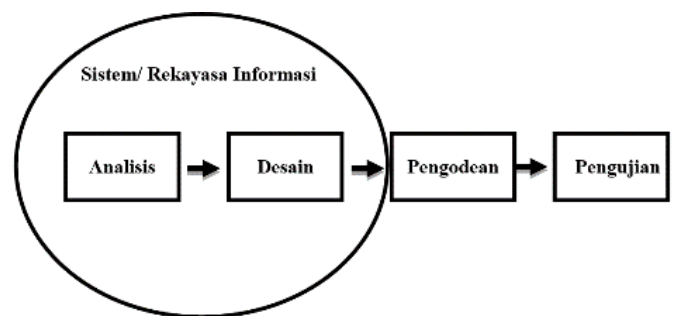 Sistem/ Rekayasa Informasi
Analisis
Desain
Pengodean
Pengujian